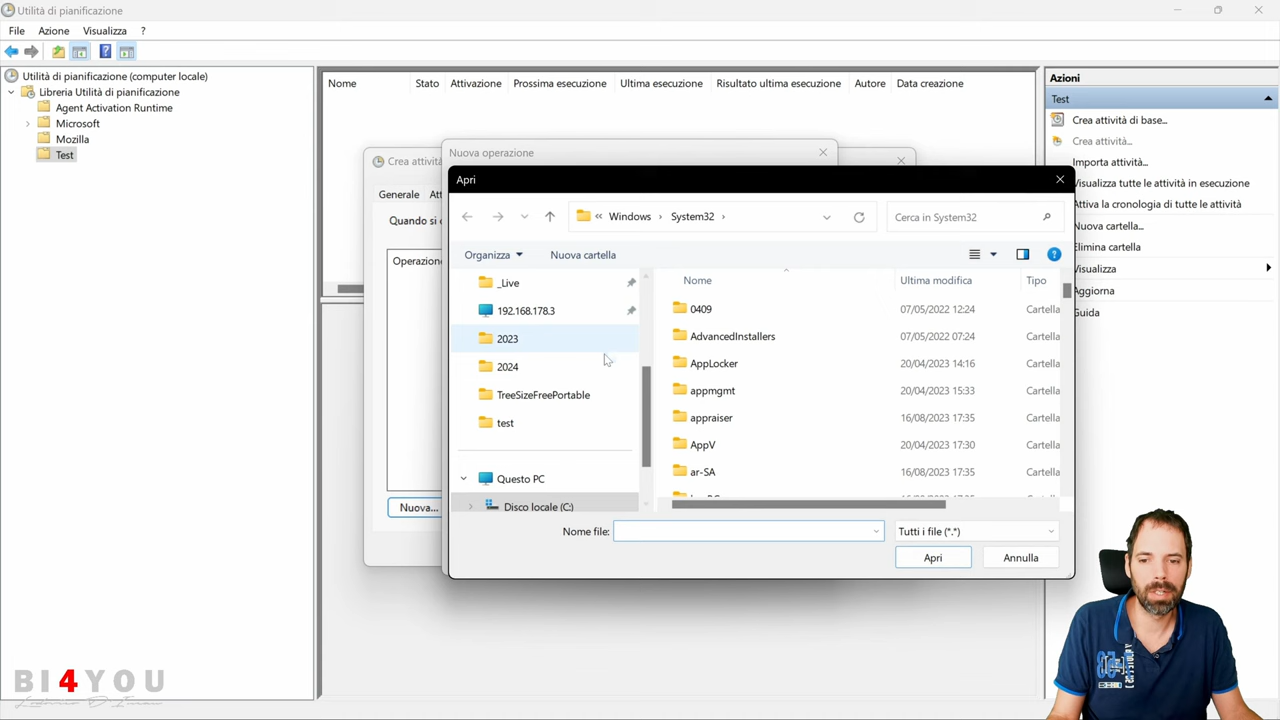 Utilità di pianificazione
File Azione Visualizza ?
Utilità di pianificazione (computer locale)
Libreria Utilità di pianificazione
Agent Activation Runtime
Microsoft
Mozilla
Test
Nome Stato Attivazione Prossima esecuzione Ultima esecuzione Risultato ultima esecuzione Autore Data creazione
Crea attivi
Generale Att
Quando si c
Operazione
Nuova...
Nuova operazione
Apri
« Windows › System32 ›
Cerca in System32
Organizza Nuova cartella
_Live
192.168.178.3
2023
2024
TreeSizeFreePortable
test
Questo PC
Disco locale (C:)
Nome Ultima modifica Tipo
0409 07/05/2022 12:24 Cartella
AdvancedInstallers 07/05/2022 07:24 Cartella
AppLocker 20/04/2023 14:16 Cartella
appmgmt 20/04/2023 15:33 Cartella
appraiser 16/08/2023 17:35 Cartella
AppV 20/04/2023 17:30 Cartella
ar-SA 16/08/2023 17:35 Cartella
Nome file: Tutti i file (*.*)
Apri Annulla
Azioni
Test
Crea attività di base...
Crea attività...
Importa attività...
Visualizza tutte le attività in esecuzione
Attiva la cronologia di tutte le attività
Nuova cartella...
Elimina cartella
Visualizza
Aggiorna
Guida
BI4YOU